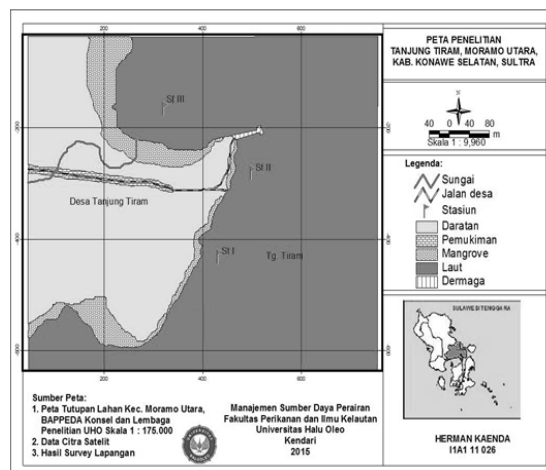 PETA PENELITIAN
TANJUNG TIRAM, MORAMO UTARA,
KAB. KONAWE SELATAN, SULTRA
40 0 40 80
m
Skala 1 : 9,960
Legenda:
Sungai
Jalan desa
Stasiun
Daratan
Pemukiman
Mangrove
Laut
Dermaga
SULAWESI TENGGARA
HERMAN KAENDA
I1A1 11 026
St III
St II
Desa Tanjung Tiram
St I
Tg. Tiram
200
400
600
Sumber Peta:
1. Peta Tutupan Lahan Kec. Moramo Utara,
BAPPEDA Konsel dan Lembaga
Penelitian UHO Skala 1 : 175.000
2. Data Citra Satelit
3. Hasil Survey Lapangan
Manajemen Sumber Daya Perairan
Fakultas Perikanan dan Ilmu Kelautan
Universitas Halu Oleo
Kendari
2015